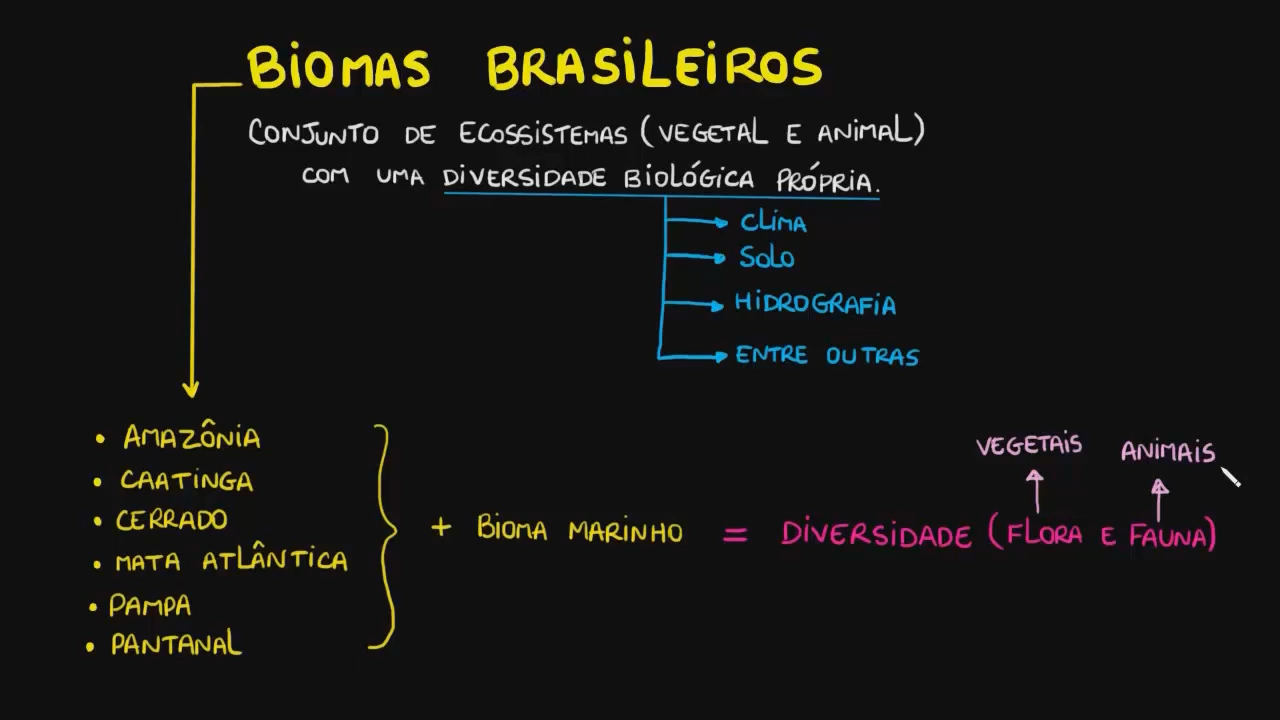 BIOMAS BRASILEIROS
CONJUNTO DE ECOSSISTEMAS (VEGETAL E ANIMAL)
COM UMA DIVERSIDADE BIOLÓGICA PRÓPRIA.
CLIMA
SOLO
HIDROGRAFIA
ENTRE OUTRAS
• AMAZÔNIA
• CAATINGA
• CERRADO
• MATA ATLÂNTICA
• PAMPA
• PANTANAL
+ BIOMA MARINHO = DIVERSIDADE (FLORA E FAUNA)
VEGETAIS ANIMAIS